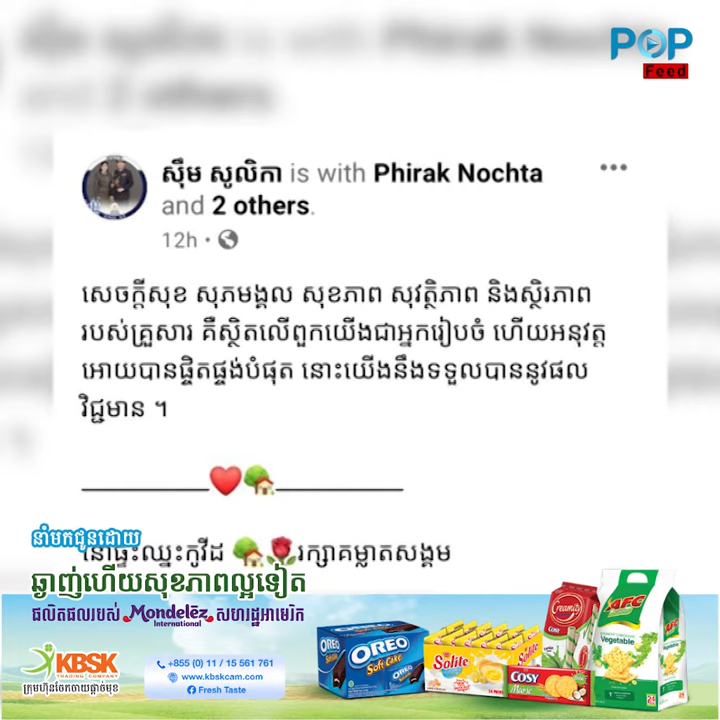 POP
Feed
ស៊ឹម សូលិកា is with Phirak Nochta
and 2 others.
12h
សេចក្ដីសុខ សុភមង្គល សុខភាព សុវត្ថិភាព និងស្ថិរភាព
របស់គ្រួសារ គឺស្ថិតលើពួកយើងជាអ្នករៀបចំ ហើយអនុវត្ត
អោយបានផ្ចិតផ្ចង់បំផុត នោះយើងនឹងទទួលបាននូវផល
វិជ្ជមាន ។
នៅផ្ទះឈ្នះកូវីដ 🏡🌹រក្សាគម្លាតសង្គម
នាំមកជូនដោយ
ឆ្ងាញ់ហើយសុខភាពល្អទៀត
ផលិតផលរបស់ Mondelēz International សហរដ្ឋអាមេរិក
KBSK
TRADING COMPANY
ក្រុមហ៊ុនចែកចាយផ្តាច់មុខ
+855 (0) 11 / 15 561 761
www.kbskcam.com
Fresh Taste
OREO
Soft Cake
OREO
Solite
Solite
Creamix
COSY
Marie
AFC
Vegetable
24